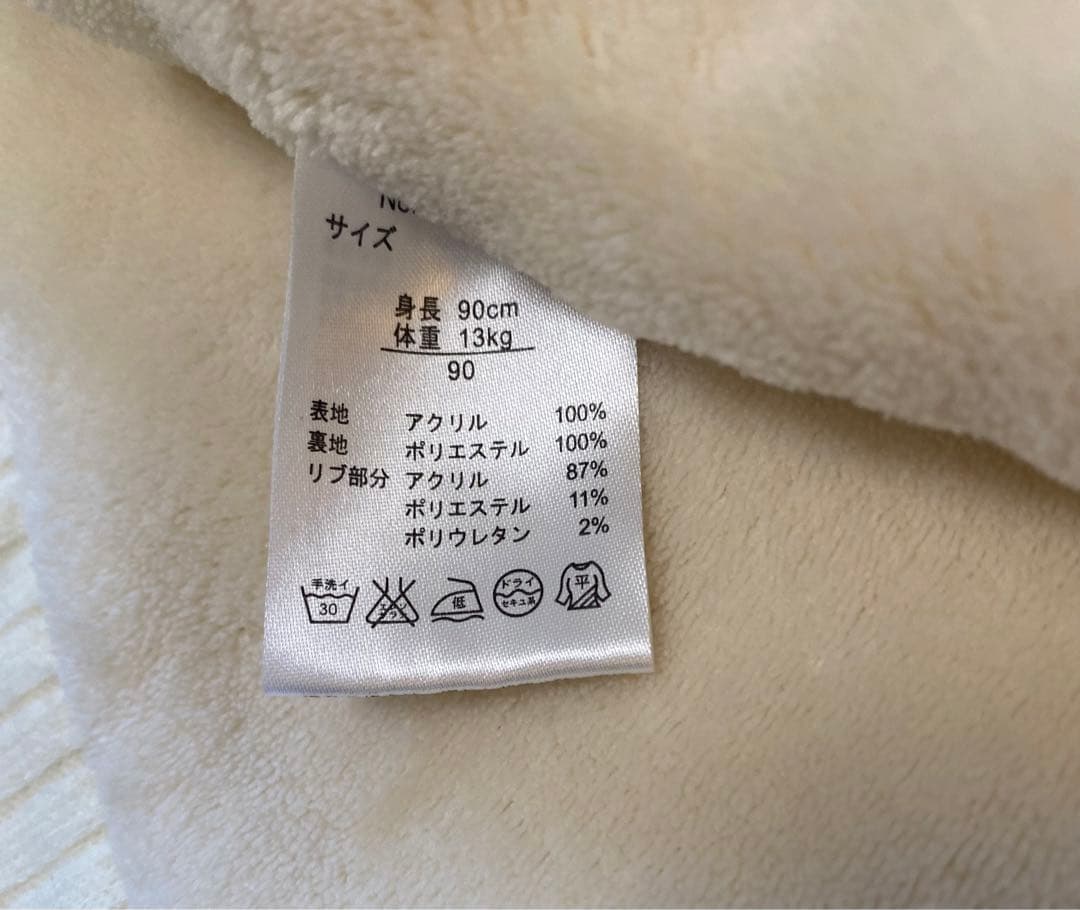 No.
サイズ
身長 90cm
体重 13kg
90
表地 アクリル 100%
裏地 ポリエステル 100%
リブ部分 アクリル 87%
ポリエステル 11%
ポリウレタン 2%
手洗イ 30
低
ドライ セキユ系
平